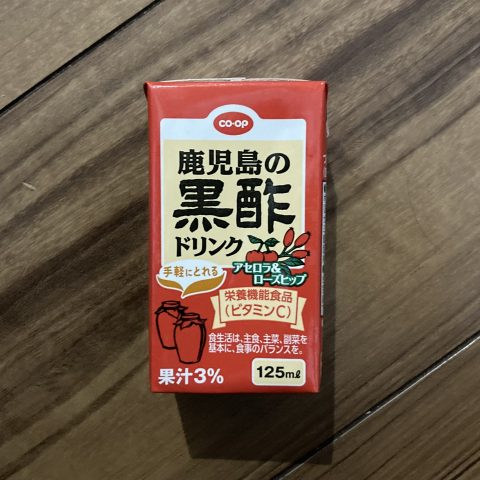 CO·OP
鹿児島の
黒酢
ドリンク
アセロラ&
ローズヒップ
手軽にとれる
栄養機能食品
(ビタミンC)
食生活は、主食、主菜、副菜を
基本に、食事のバランスを。
果汁3%
125mℓ